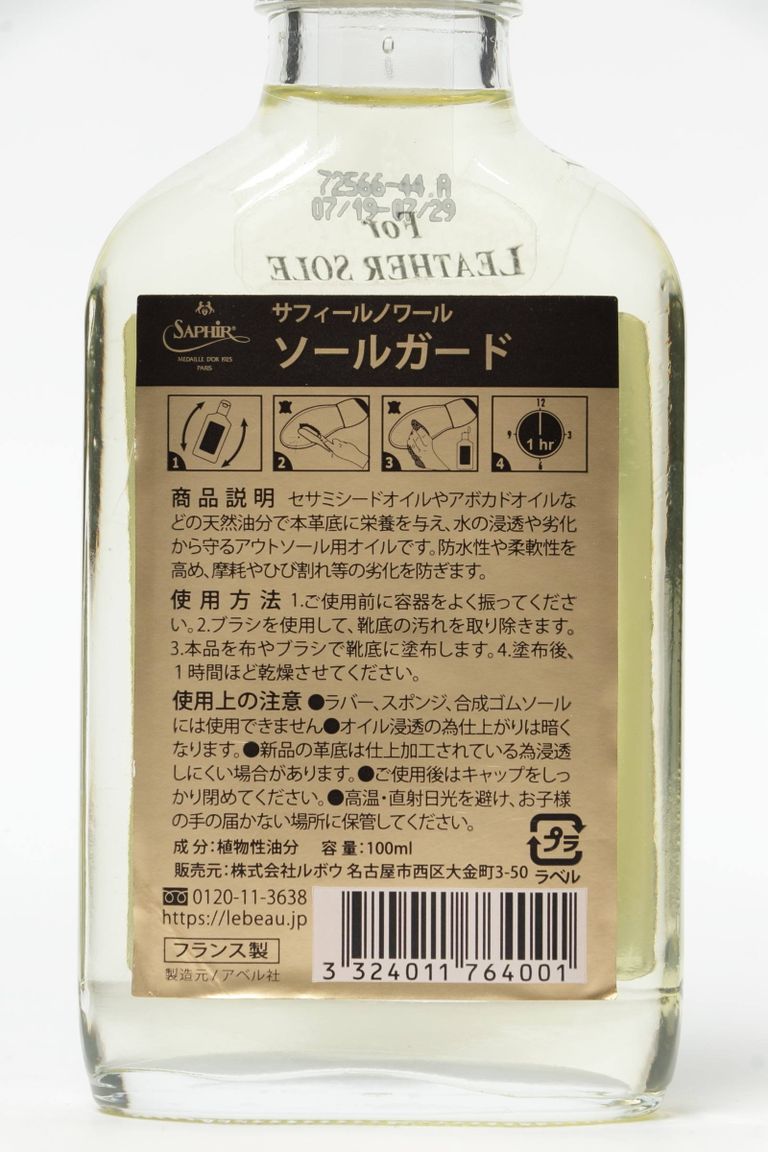 72566-44.A
07/19-07/29
For
LEATHER SOLE
SAPHIR®
MEDAILLE D'OR 1925
PARIS
サフィールノワール
ソールガード
1
2
3
12
9
3
6
1 hr
4
商品説明 セサミシードオイルやアボカドオイルな
どの天然油分で本革底に栄養を与え、水の浸透や劣化
から守るアウトソール用オイルです。防水性や柔軟性を
高め、摩耗やひび割れ等の劣化を防ぎます。
使用方法 1.ご使用前に容器をよく振ってくださ
い。2.ブラシを使用して、靴底の汚れを取り除きます。
3.本品を布やブラシで靴底に塗布します。4.塗布後、
1時間ほど乾燥させてください。
使用上の注意 ●ラバー、スポンジ、合成ゴムソール
には使用できません●オイル浸透の為仕上がりは暗く
なります。●新品の革底は仕上加工されている為浸透
しにくい場合があります。●ご使用後はキャップをしっ
かり閉めてください。●高温・直射日光を避け、お子様
の手の届かない場所に保管してください。
成分：植物性油分 容量：100ml
販売元：株式会社ルボウ 名古屋市西区大金町3-50
プラ
ラベル
0120-11-3638
https://lebeau.jp
フランス製
製造元/アベル社
3 324011 764001